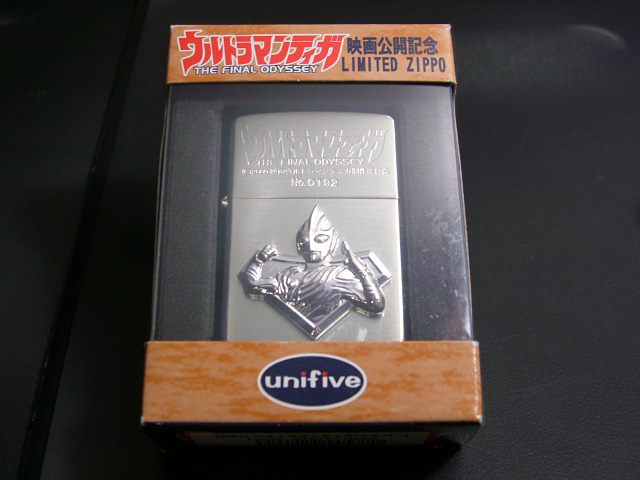 ウルトラマンティガ 映画公開記念
THE FINAL ODYSSEY LIMITED ZIPPO
ウルトラマンティガ
THE FINAL ODYSSEY
No.0192
unifive